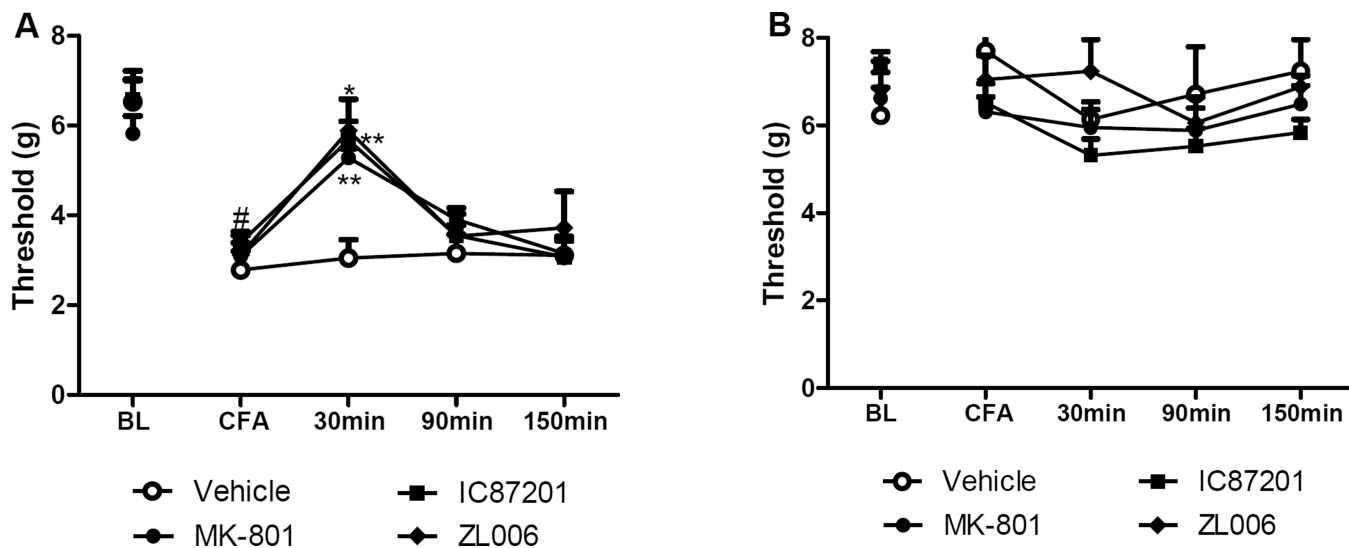 A
Threshold (g)
8
6
4
2
0
#
*
**
**
BL CFA 30min 90min 150min
Vehicle IC87201
MK-801 ZL006
B
Threshold (g)
8
6
4
2
0
BL CFA 30min 90min 150min
Vehicle IC87201
MK-801 ZL006